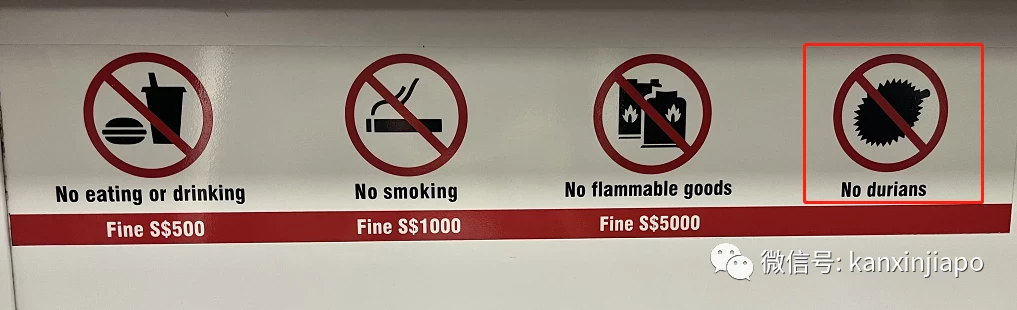 No eating or drinking
No smoking
No flammable goods
No durians
Fine S$500
Fine S$1000
Fine S$5000
微信号: kanxinjiapo